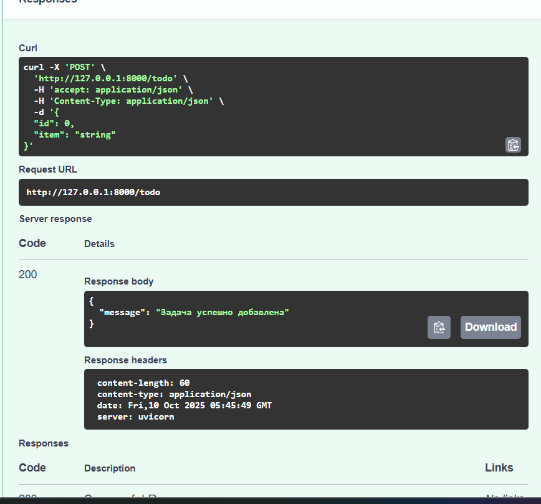 Responses
Curl
curl -X 'POST' \
'http://127.0.0.1:8000/todo' \
-H 'accept: application/json' \
-H 'Content-Type: application/json' \
-d '{
"id": 0,
"item": "string"
}'
Request URL
http://127.0.0.1:8000/todo
Server response
Code Details
200
Response body
{
"message": "Задача успешно добавлена"
}
Download
Response headers
content-length: 60
content-type: application/json
date: Fri,10 Oct 2025 05:45:49 GMT
server: uvicorn
Responses
Code Description Links